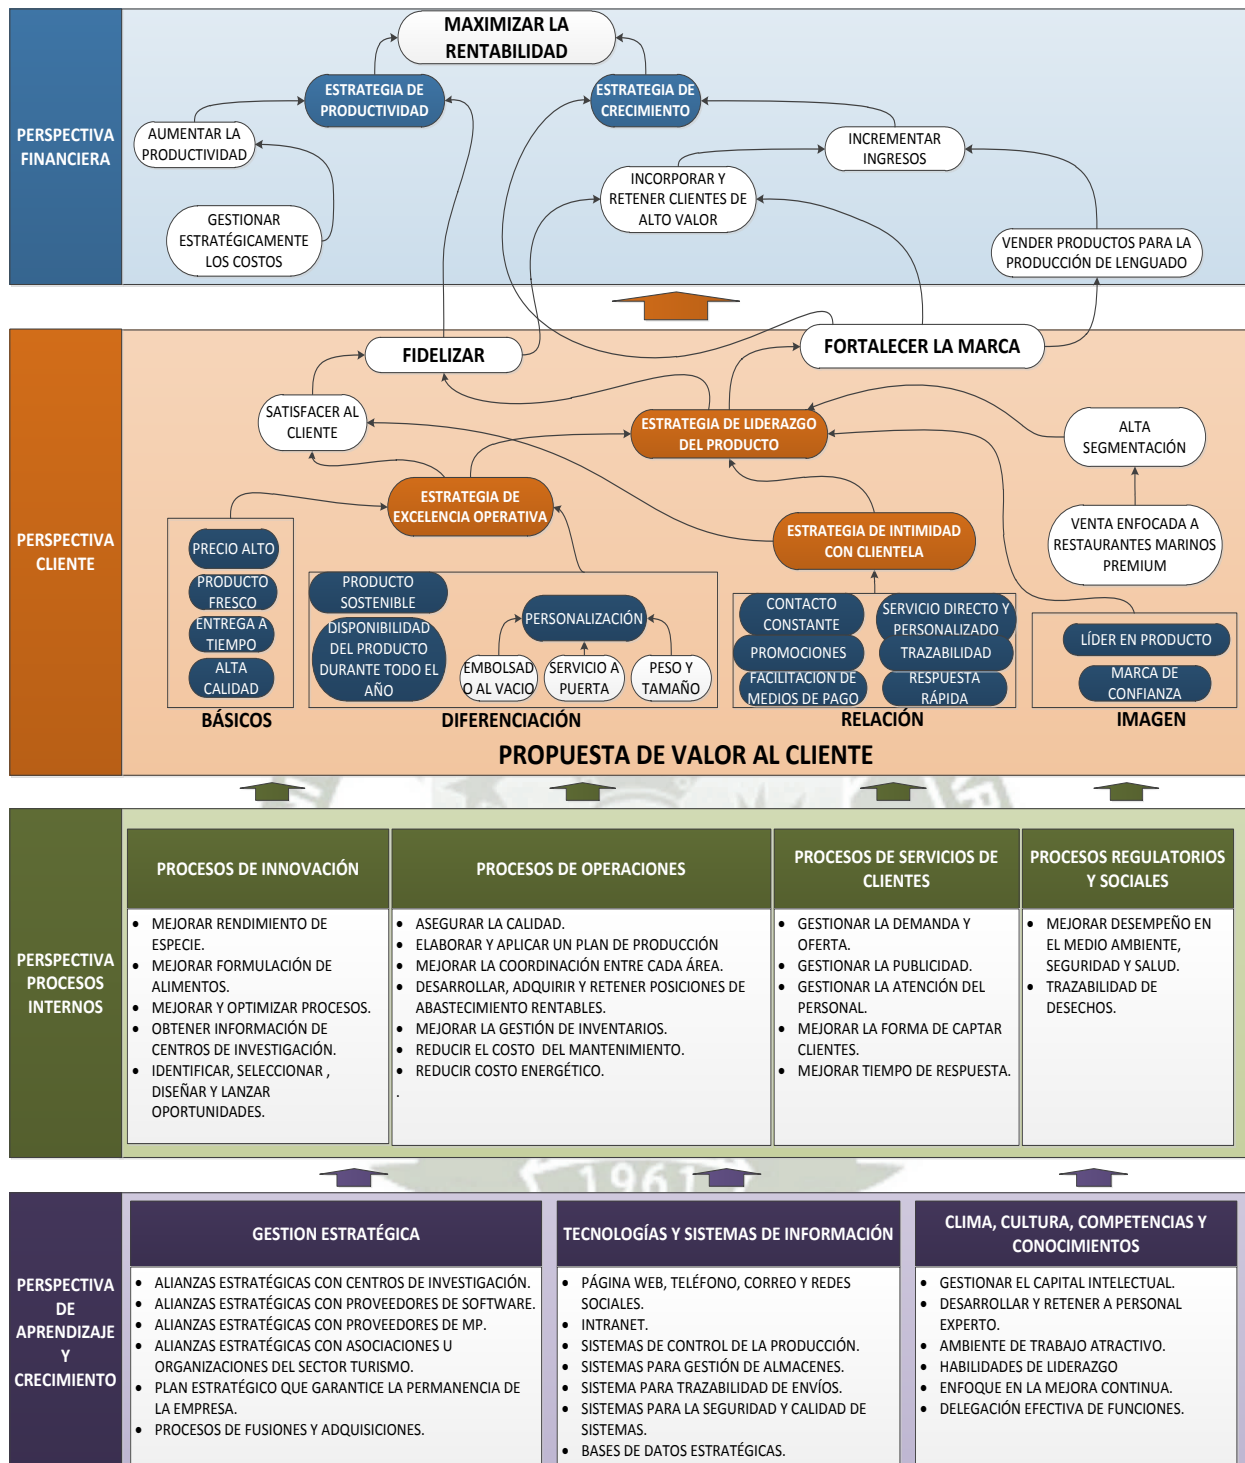 MAXIMIZAR LA
RENTABILIDAD
ESTRATEGIA DE
PRODUCTIVIDAD
ESTRATEGIA DE
CRECIMIENTO
PERSPECTIVA
FINANCIERA
AUMENTAR LA
PRODUCTIVIDAD
INCREMENTAR
INGRESOS
INCORPORAR Y
RETENER CLIENTES DE
ALTO VALOR
GESTIONAR
ESTRATÉGICAMENTE
LOS COSTOS
VENDER PRODUCTOS PARA LA
PRODUCCIÓN DE LENGUADO
FIDELIZAR
FORTALECER LA MARCA
SATISFACER AL
CLIENTE
ESTRATEGIA DE LIDERAZGO
DEL PRODUCTO
ALTA
SEGMENTACIÓN
ESTRATEGIA DE
EXCELENCIA OPERATIVA
ESTRATEGIA DE INTIMIDAD
CON CLIENTELA
VENTA ENFOCADA A
RESTAURANTES MARINOS
PREMIUM
PERSPECTIVA
CLIENTE
PRECIO ALTO
PRODUCTO
FRESCO
ENTREGA A
TIEMPO
ALTA
CALIDAD
BÁSICOS
PRODUCTO
SOSTENIBLE
DISPONIBILIDAD
DEL PRODUCTO
DURANTE TODO EL
AÑO
PERSONALIZACIÓN
EMBOLSAD
O AL VACIO
SERVICIO A
PUERTA
PESO Y
TAMAÑO
DIFERENCIACIÓN
CONTACTO
CONSTANTE
PROMOCIONES
FACILITACIÓN DE
MEDIOS DE PAGO
SERVICIO DIRECTO Y
PERSONALIZADO
TRAZABILIDAD
RESPUESTA
RÁPIDA
RELACIÓN
LÍDER EN PRODUCTO
MARCA DE
CONFIANZA
IMAGEN
PROPUESTA DE VALOR AL CLIENTE
PERSPECTIVA
PROCESOS
INTERNOS
PROCESOS DE INNOVACIÓN
• MEJORAR RENDIMIENTO DE
ESPECIE.
• MEJORAR FORMULACIÓN DE
ALIMENTOS.
• MEJORAR Y OPTIMIZAR PROCESOS.
• OBTENER INFORMACIÓN DE
CENTROS DE INVESTIGACIÓN.
• IDENTIFICAR, SELECCIONAR ,
DISEÑAR Y LANZAR
OPORTUNIDADES.
PROCESOS DE OPERACIONES
• ASEGURAR LA CALIDAD.
• ELABORAR Y APLICAR UN PLAN DE PRODUCCIÓN
• MEJORAR LA COORDINACIÓN ENTRE CADA ÁREA.
• DESARROLLAR, ADQUIRIR Y RETENER POSICIONES DE
ABASTECIMIENTO RENTABLES.
• MEJORAR LA GESTIÓN DE INVENTARIOS.
• REDUCIR EL COSTO DEL MANTENIMIENTO.
• REDUCIR COSTO ENERGÉTICO.
.
PROCESOS DE SERVICIOS DE
CLIENTES
• GESTIONAR LA DEMANDA Y
OFERTA.
• GESTIONAR LA PUBLICIDAD.
• GESTIONAR LA ATENCIÓN DEL
PERSONAL.
• MEJORAR LA FORMA DE CAPTAR
CLIENTES.
• MEJORAR TIEMPO DE RESPUESTA.
PROCESOS REGULATORIOS
Y SOCIALES
• MEJORAR DESEMPEÑO EN
EL MEDIO AMBIENTE,
SEGURIDAD Y SALUD.
• TRAZABILIDAD DE
DESECHOS.
1961
PERSPECTIVA
DE
APRENDIZAJE
Y
CRECIMIENTO
GESTION ESTRATÉGICA
• ALIANZAS ESTRATÉGICAS CON CENTROS DE INVESTIGACIÓN.
• ALIANZAS ESTRATÉGICAS CON PROVEEDORES DE SOFTWARE.
• ALIANZAS ESTRATÉGICAS CON PROVEEDORES DE MP.
• ALIANZAS ESTRATÉGICAS CON ASOCIACIONES U
ORGANIZACIONES DEL SECTOR TURISMO.
• PLAN ESTRATÉGICO QUE GARANTICE LA PERMANENCIA DE
LA EMPRESA.
• PROCESOS DE FUSIONES Y ADQUISICIONES.
TECNOLOGÍAS Y SISTEMAS DE INFORMACIÓN
• PÁGINA WEB, TELÉFONO, CORREO Y REDES
SOCIALES.
• INTRANET.
• SISTEMAS DE CONTROL DE LA PRODUCCIÓN.
• SISTEMAS PARA GESTIÓN DE ALMACENES.
• SISTEMA PARA TRAZABILIDAD DE ENVÍOS.
• SISTEMAS PARA LA SEGURIDAD Y CALIDAD DE
SISTEMAS.
• BASES DE DATOS ESTRATÉGICAS.
CLIMA, CULTURA, COMPETENCIAS Y
CONOCIMIENTOS
• GESTIONAR EL CAPITAL INTELECTUAL.
• DESARROLLAR Y RETENER A PERSONAL
EXPERTO.
• AMBIENTE DE TRABAJO ATRACTIVO.
• HABILIDADES DE LIDERAZGO
• ENFOQUE EN LA MEJORA CONTINUA.
• DELEGACIÓN EFECTIVA DE FUNCIONES.